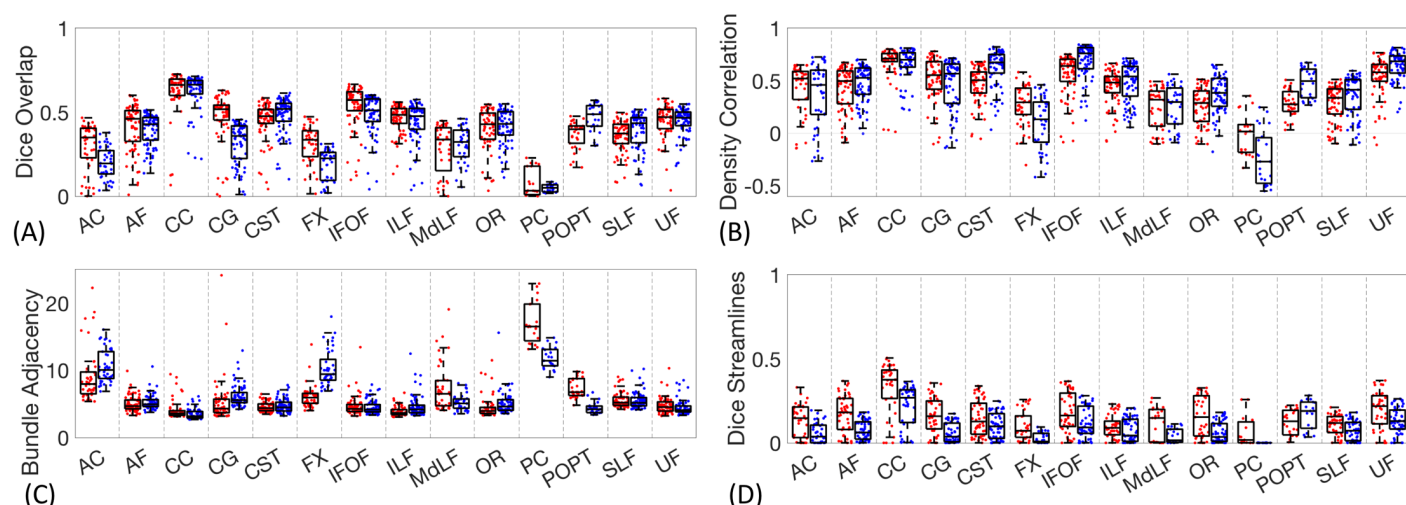 (A)
Dice Overlap
1
0.5
0
AC AF CC CG CST FX IFOF ILF MdLF OR PC POPT SLF UF
(B)
Density Correlation
1
0.5
0
-0.5
AC AF CC CG CST FX IFOF ILF MdLF OR PC POPT SLF UF
(C)
Bundle Adjacency
20
10
0
AC AF CC CG CST FX IFOF ILF MdLF OR PC POPT SLF UF
(D)
Dice Streamlines
1
0.5
0
AC AF CC CG CST FX IFOF ILF MdLF OR PC POPT SLF UF